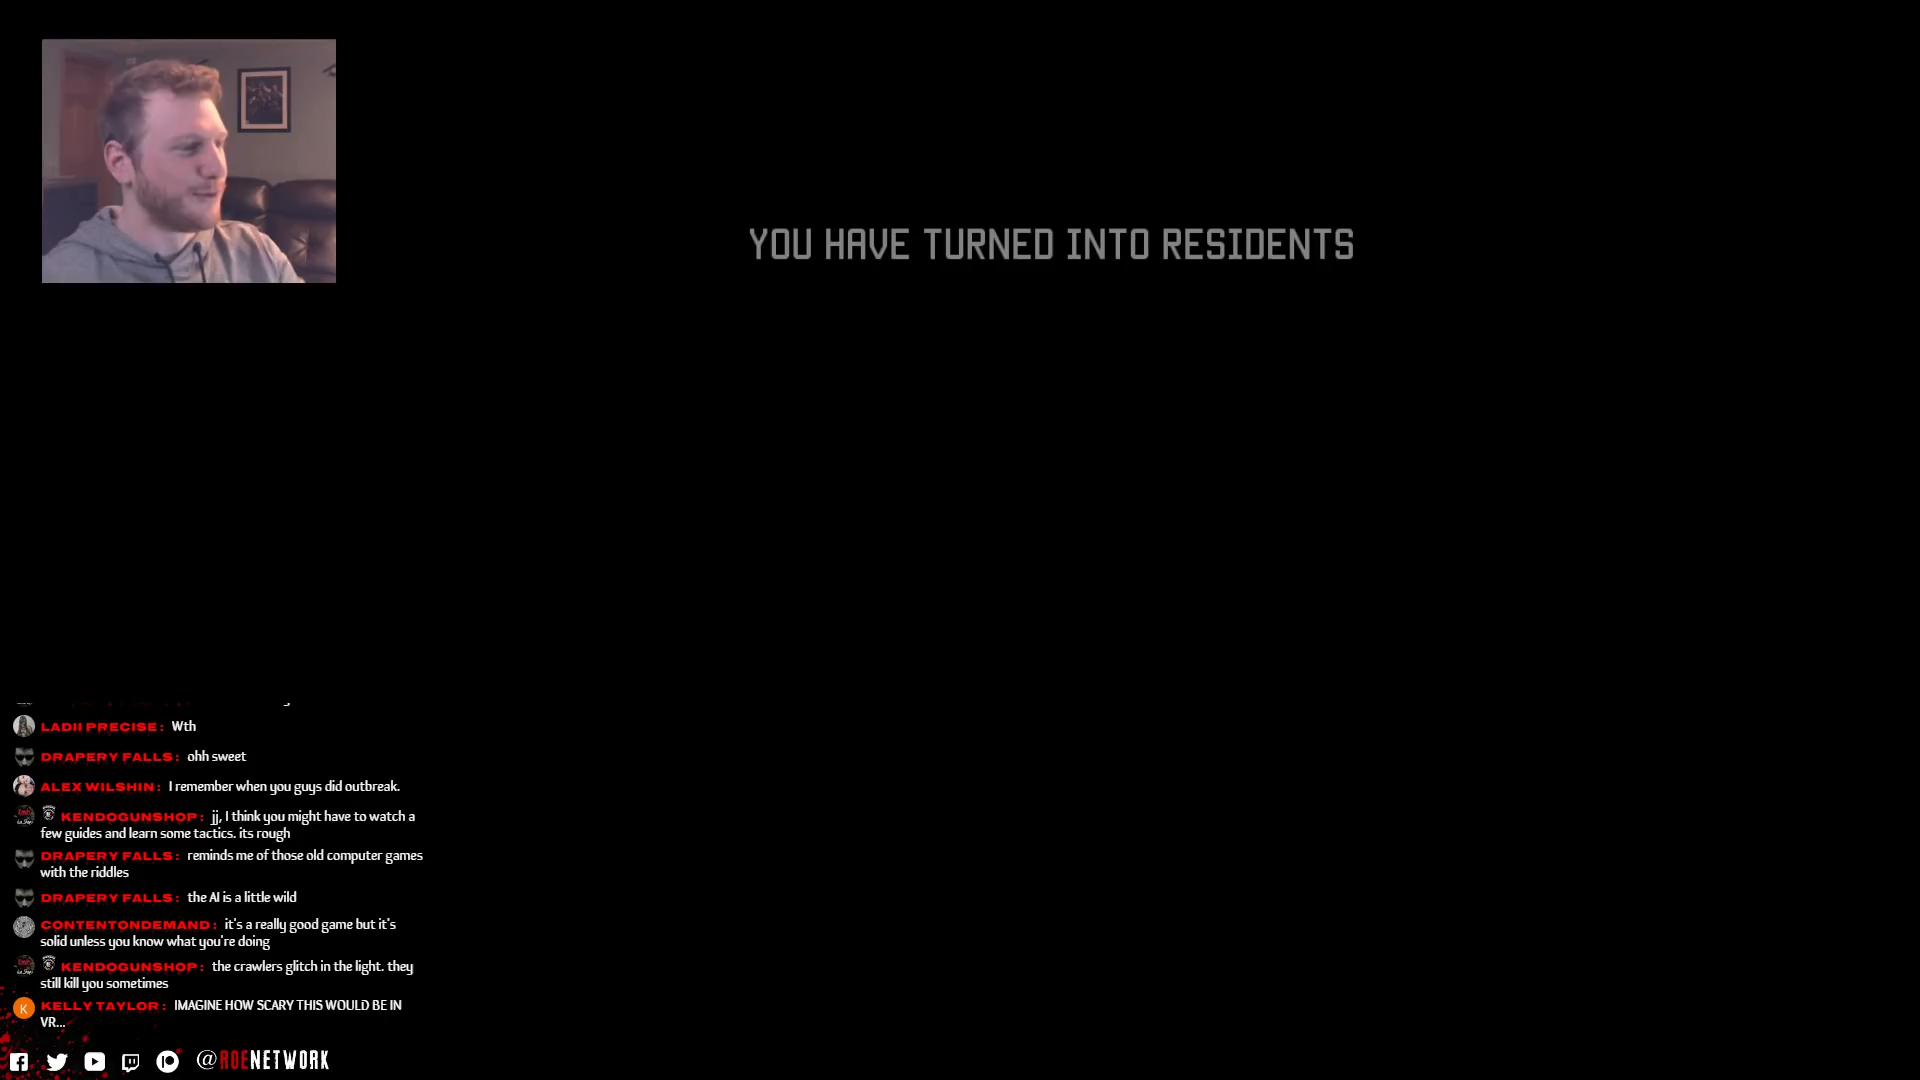 YOU HAVE TURNED INTO RESIDENTS
LADII PRECISE: Wth
DRAPERY FALLS: ohh sweet
ALEX WILSHIN: I remember when you guys did outbreak.
KENDOGUNSHOP: jj, I think you might have to watch a
few guides and learn some tactics. its rough
DRAPERY FALLS: reminds me of those old computer games
with the riddles
DRAPERY FALLS: the AI is a little wild
CONTENTONDEMAND: it's a really good game but it's
solid unless you know what you're doing
KENDOGUNSHOP: the crawlers glitch in the light. they
still kill you sometimes
K KELLY TAYLOR: IMAGINE HOW SCARY THIS WOULD BE IN
VR...
@ROENETWORK